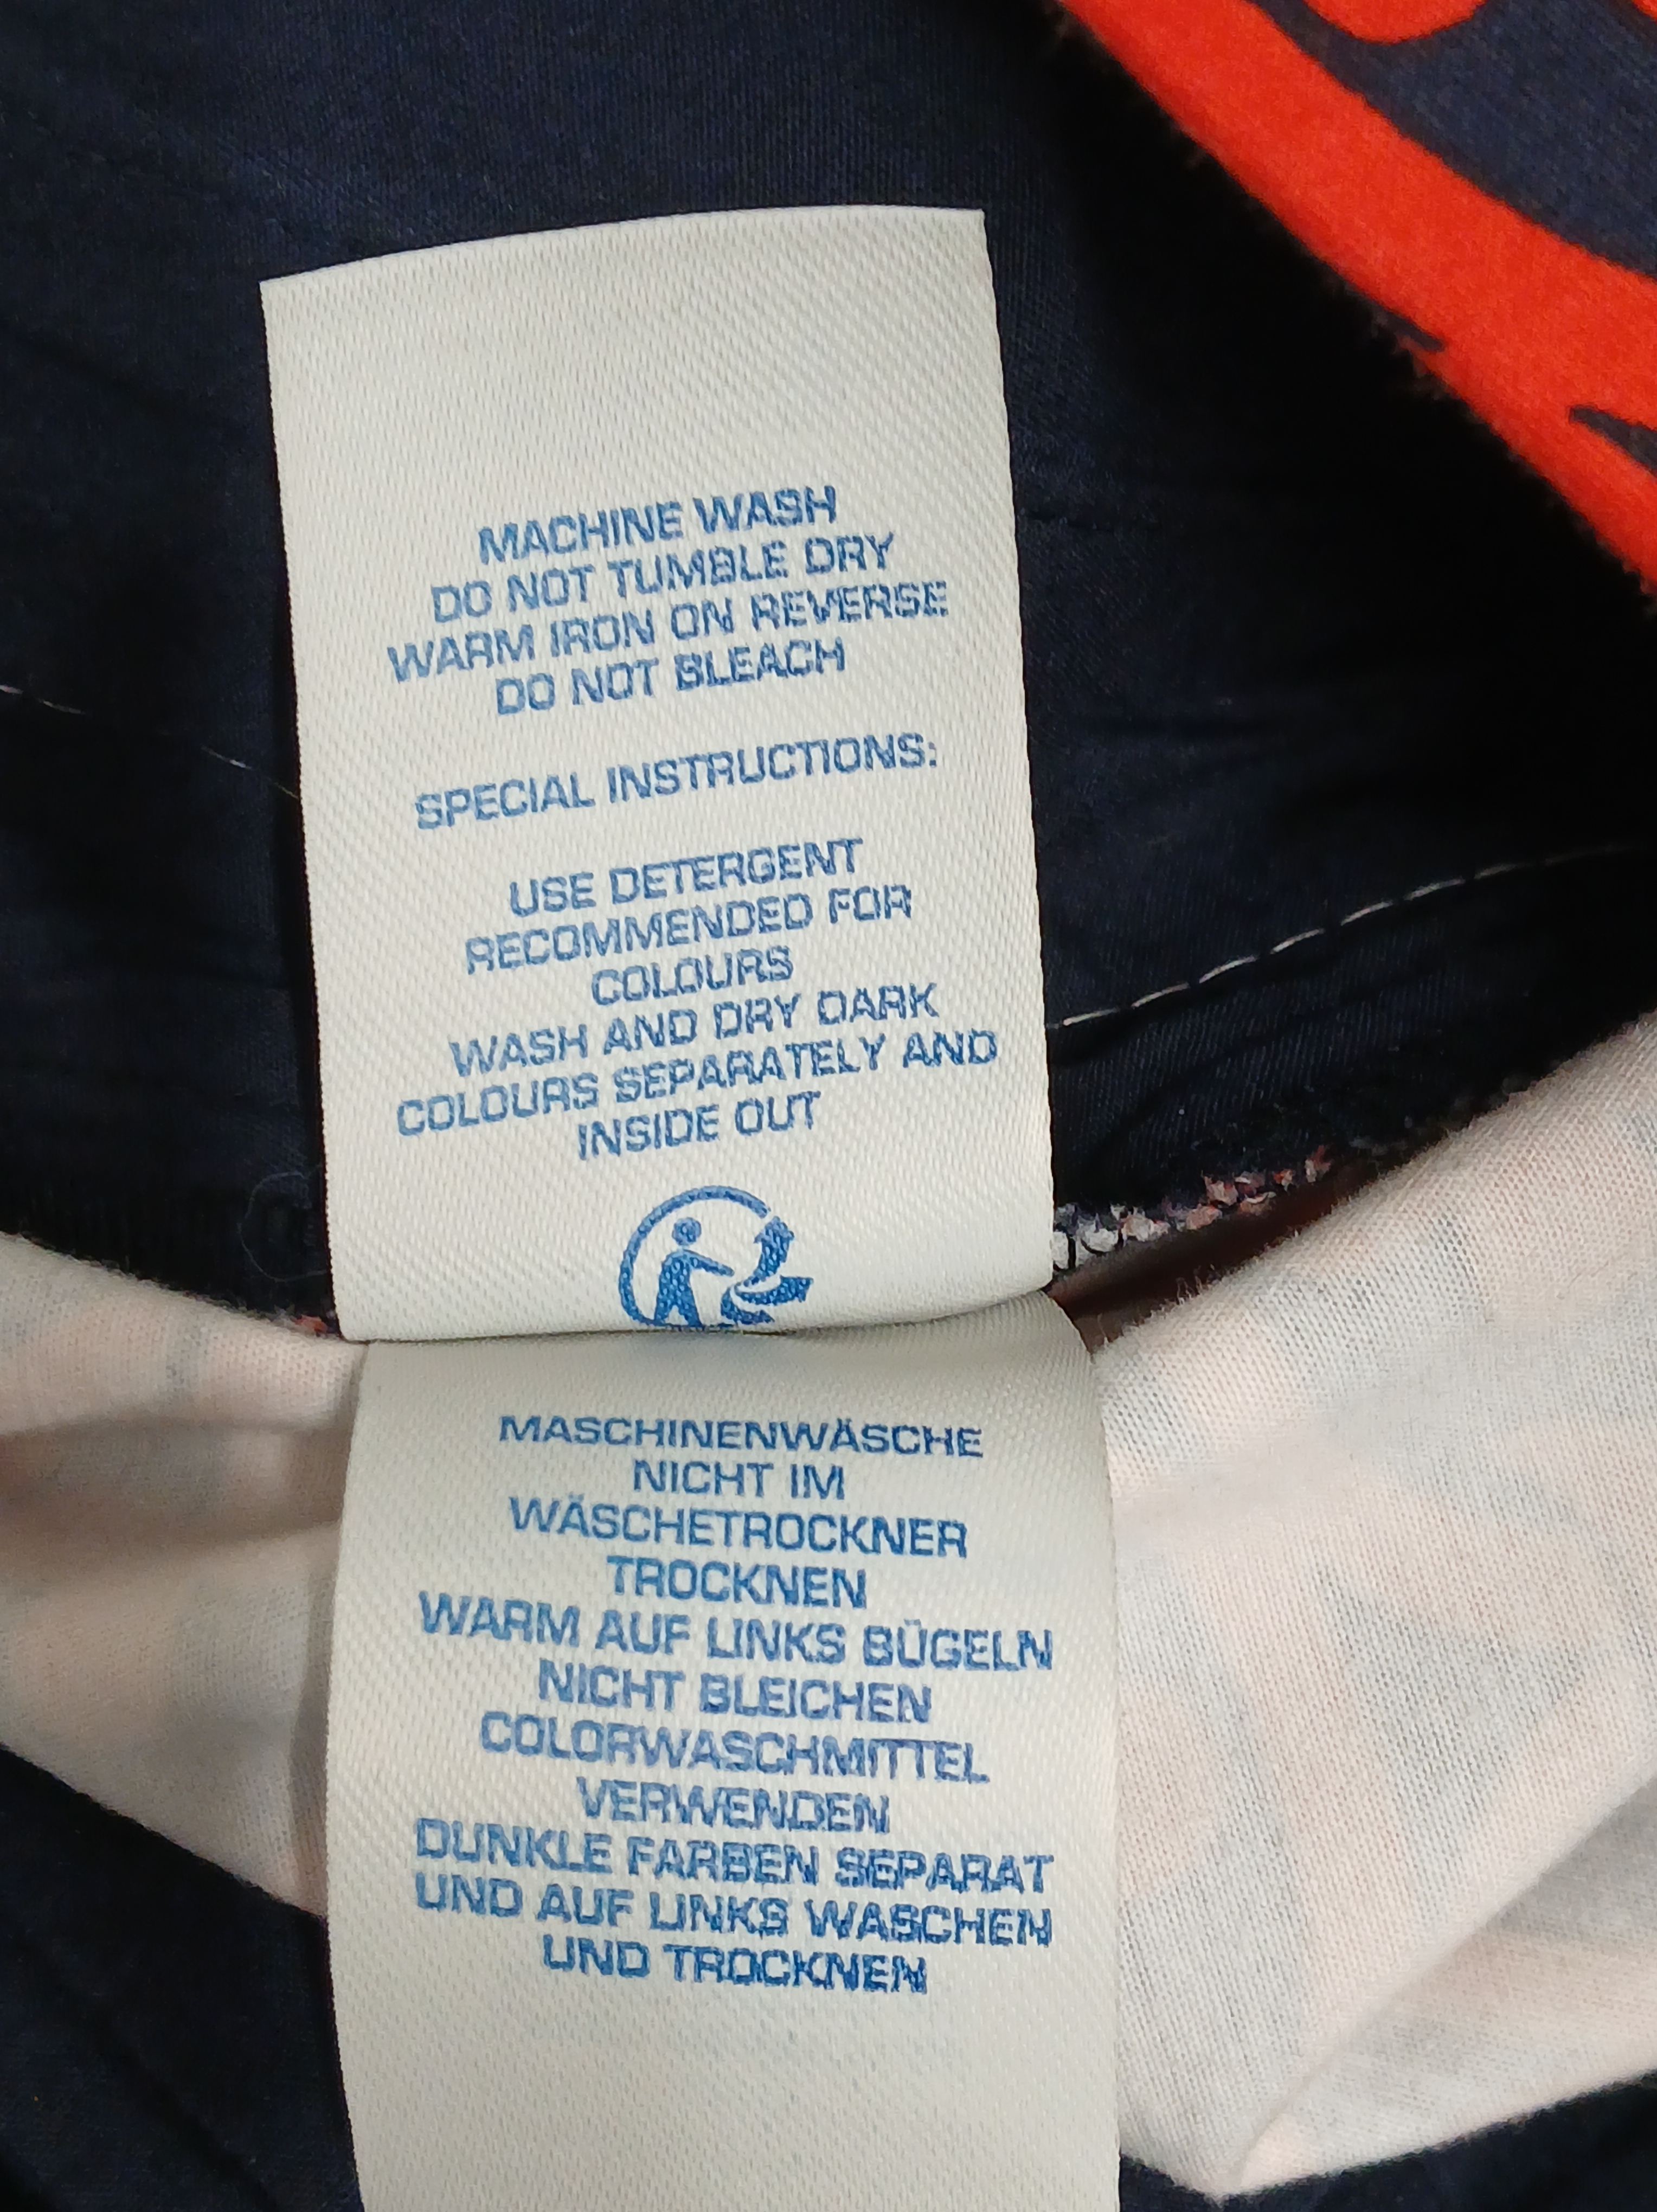 MACHINE WASH
DO NOT TUMBLE DRY
WARM IRON ON REVERSE
DO NOT BLEACH
SPECIAL INSTRUCTIONS:
USE DETERGENT
RECOMMENDED FOR
COLOURS
WASH AND DRY DARK
COLOURS SEPARATELY AND
INSIDE OUT
MASCHINENWÄSCHE
NICHT IM
WÄSCHETROCKNER
TROCKNEN
WARM AUF LINKS BÜGELN
NICHT BLEICHEN
COLORWASCHMITTEL
VERWENDEN
DUNKLE FARBEN SEPARAT
UND AUF LINKS WASCHEN
UND TROCKNEN